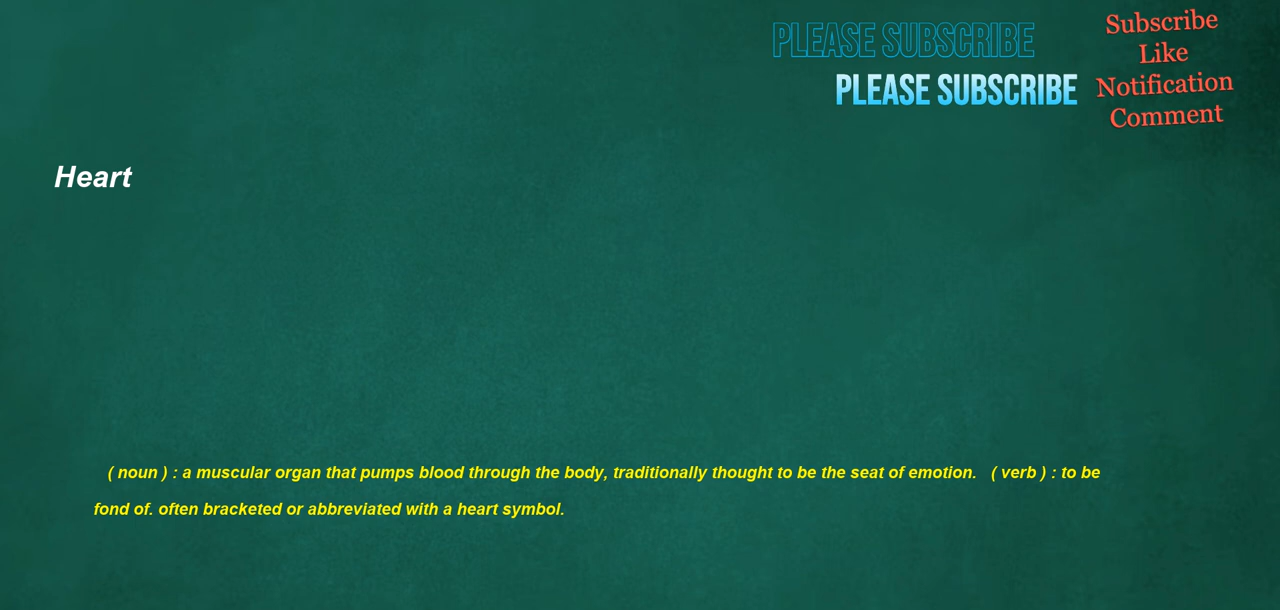 PLEASE SUBSCRIBE
PLEASE SUBSCRIBE
Subscribe
Like
Notification
Comment
Heart
( noun ) : a muscular organ that pumps blood through the body, traditionally thought to be the seat of emotion. ( verb ) : to be
fond of. often bracketed or abbreviated with a heart symbol.